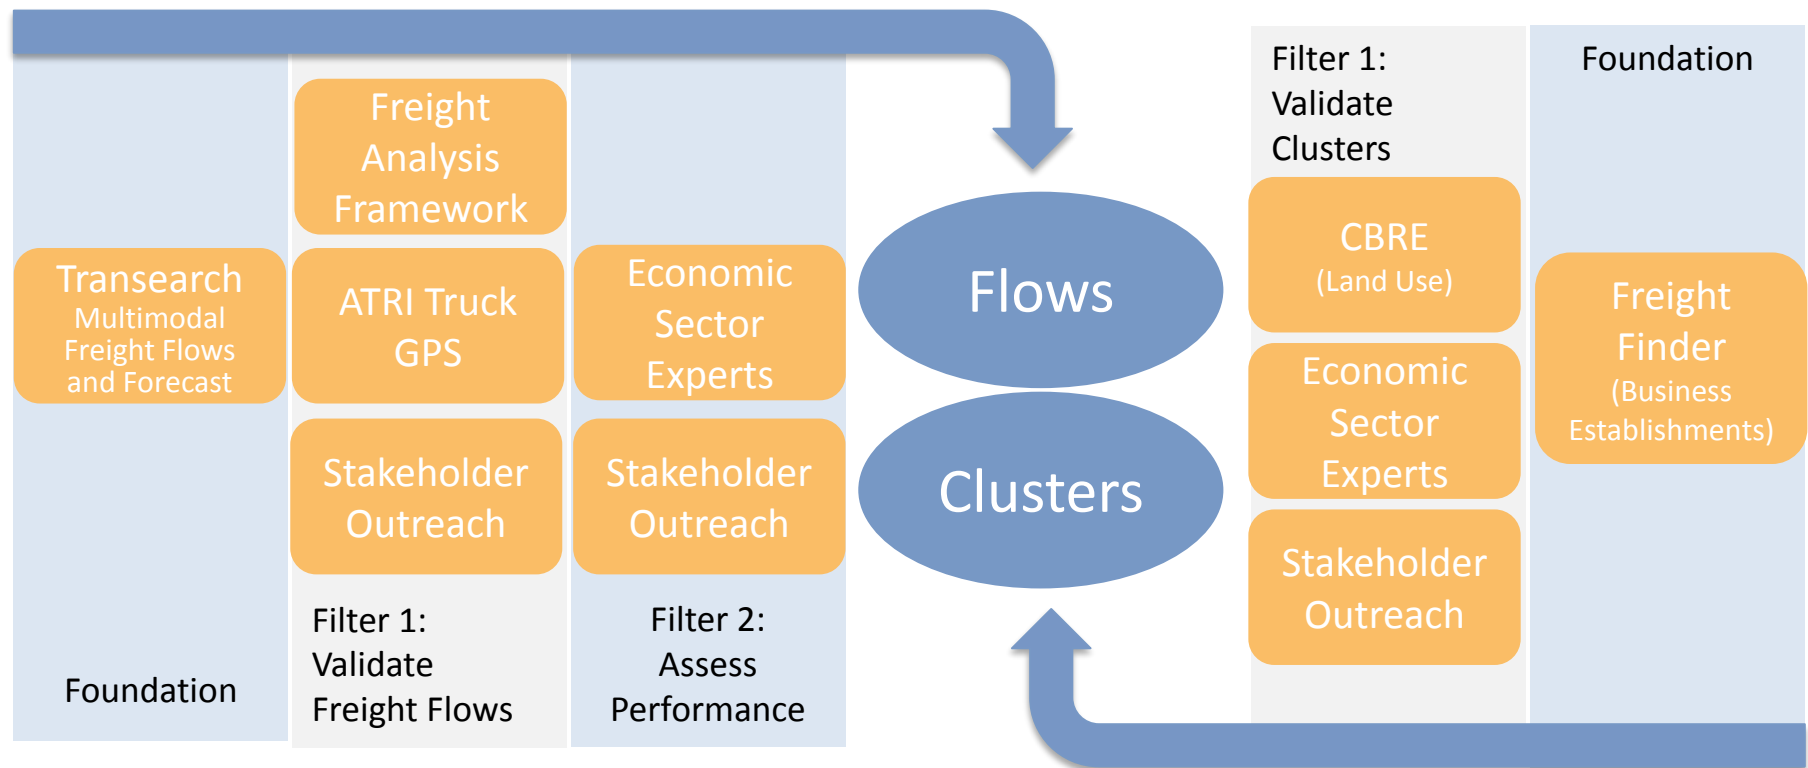 Transearch
Multimodal
Freight Flows
and Forecast
Foundation
Freight
Analysis
Framework
ATRI Truck
GPS
Stakeholder
Outreach
Filter 1:
Validate
Freight Flows
Economic
Sector
Experts
Stakeholder
Outreach
Filter 2:
Assess
Performance
Flows
Clusters
Filter 1:
Validate
Clusters
CBRE
(Land Use)
Economic
Sector
Experts
Stakeholder
Outreach
Foundation
Freight
Finder
(Business
Establishments)